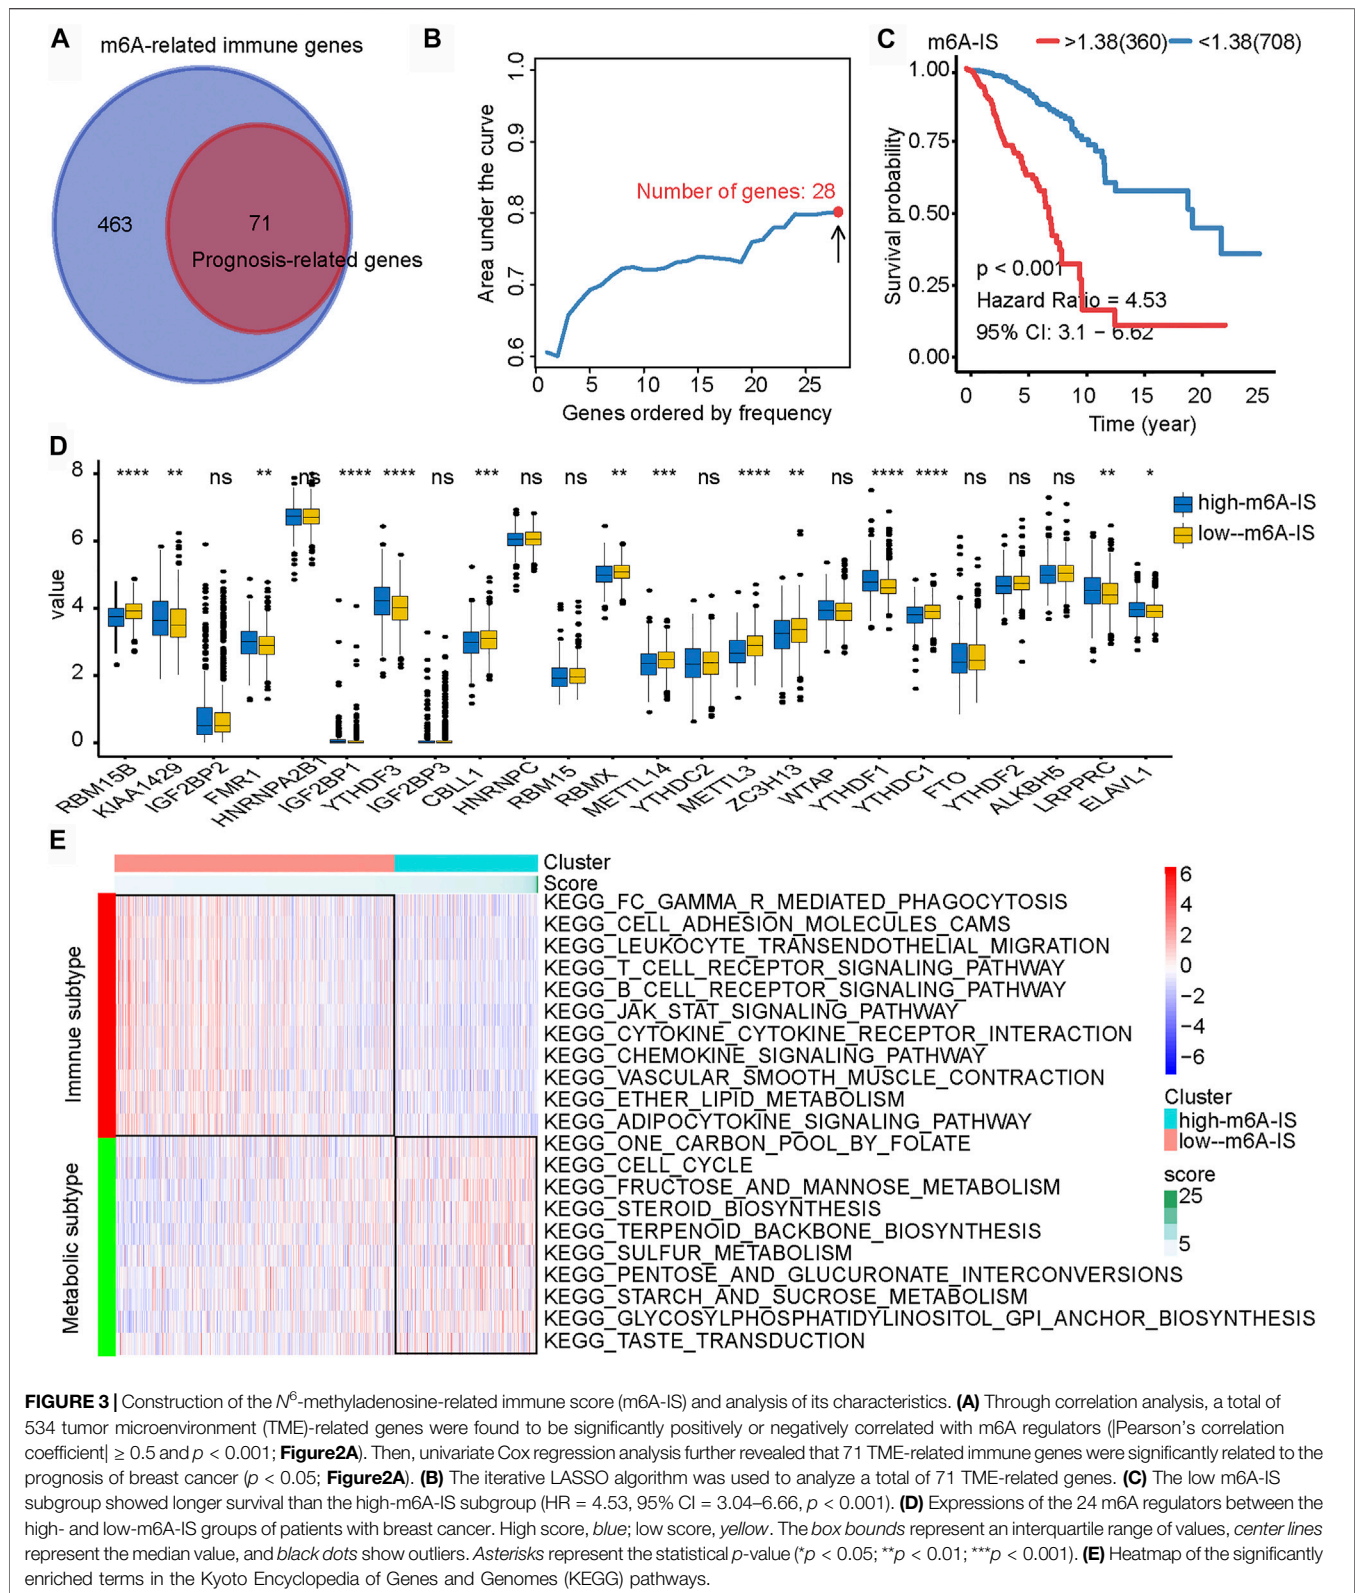 A
m6A-related immune genes
463
71
Prognosis-related genes
B
Area under the curve
1.0
0.9
0.8
0.7
0.6
Number of genes: 28
0 5 10 15 20 25
Genes ordered by frequency
C
m6A-IS >1.38(360) <1.38(708)
Survival probability
1.00
0.75
0.50
0.25
0.00
p < 0.001
Hazard Ratio = 4.53
95% CI: 3.1 − 6.62
0 5 10 15 20 25
Time (year)
D
value
8
6
4
2
0
**** ** ns ** ns **** **** ns *** ns ns ** *** ns **** ** ns **** **** ns ns ns ** *
high-m6A-IS
low--m6A-IS
RBM15B KIAA1429 IGF2BP2 FMR1 HNRNPA2B1 IGF2BP1 YTHDF3 IGF2BP3 CBLL1 HNRNPC RBM15 RBMX METTL14 YTHDC2 METTL3 ZC3H13 WTAP YTHDF1 YTHDC1 FTO YTHDF2 ALKBH5 LRPPRC ELAVL1
E
Cluster
Score
Immnue subtype
KEGG_FC_GAMMA_R_MEDIATED_PHAGOCYTOSIS
KEGG_CELL_ADHESION_MOLECULES_CAMS
KEGG_LEUKOCYTE_TRANSENDOTHELIAL_MIGRATION
KEGG_T_CELL_RECEPTOR_SIGNALING_PATHWAY
KEGG_B_CELL_RECEPTOR_SIGNALING_PATHWAY
KEGG_JAK_STAT_SIGNALING_PATHWAY
KEGG_CYTOKINE_CYTOKINE_RECEPTOR_INTERACTION
KEGG_CHEMOKINE_SIGNALING_PATHWAY
KEGG_VASCULAR_SMOOTH_MUSCLE_CONTRACTION
KEGG_ETHER_LIPID_METABOLISM
KEGG_ADIPOCYTOKINE_SIGNALING_PATHWAY
Metabolic subtype
KEGG_ONE_CARBON_POOL_BY_FOLATE
KEGG_CELL_CYCLE
KEGG_FRUCTOSE_AND_MANNOSE_METABOLISM
KEGG_STEROID_BIOSYNTHESIS
KEGG_TERPENOID_BACKBONE_BIOSYNTHESIS
KEGG_SULFUR_METABOLISM
KEGG_PENTOSE_AND_GLUCURONATE_INTERCONVERSIONS
KEGG_STARCH_AND_SUCROSE_METABOLISM
KEGG_GLYCOSYLPHOSPHATIDYLINOSITOL_GPI_ANCHOR_BIOSYNTHESIS
KEGG_TASTE_TRANSDUCTION
6
4
2
0
−2
−4
−6
Cluster
high-m6A-IS
low--m6A-IS
score
25
5
FIGURE 3 | Construction of the N⁶-methyladenosine-related immune score (m6A-IS) and analysis of its characteristics. (A) Through correlation analysis, a total of
534 tumor microenvironment (TME)-related genes were found to be significantly positively or negatively correlated with m6A regulators (|Pearson's correlation
coefficient| ≥ 0.5 and p < 0.001; Figure2A). Then, univariate Cox regression analysis further revealed that 71 TME-related immune genes were significantly related to the
prognosis of breast cancer (p < 0.05; Figure2A). (B) The iterative LASSO algorithm was used to analyze a total of 71 TME-related genes. (C) The low m6A-IS
subgroup showed longer survival than the high-m6A-IS subgroup (HR = 4.53, 95% CI = 3.04–6.66, p < 0.001). (D) Expressions of the 24 m6A regulators between the
high- and low-m6A-IS groups of patients with breast cancer. High score, blue; low score, yellow. The box bounds represent an interquartile range of values, center lines
represent the median value, and black dots show outliers. Asterisks represent the statistical p-value (*p < 0.05; **p < 0.01; ***p < 0.001). (E) Heatmap of the significantly
enriched terms in the Kyoto Encyclopedia of Genes and Genomes (KEGG) pathways.